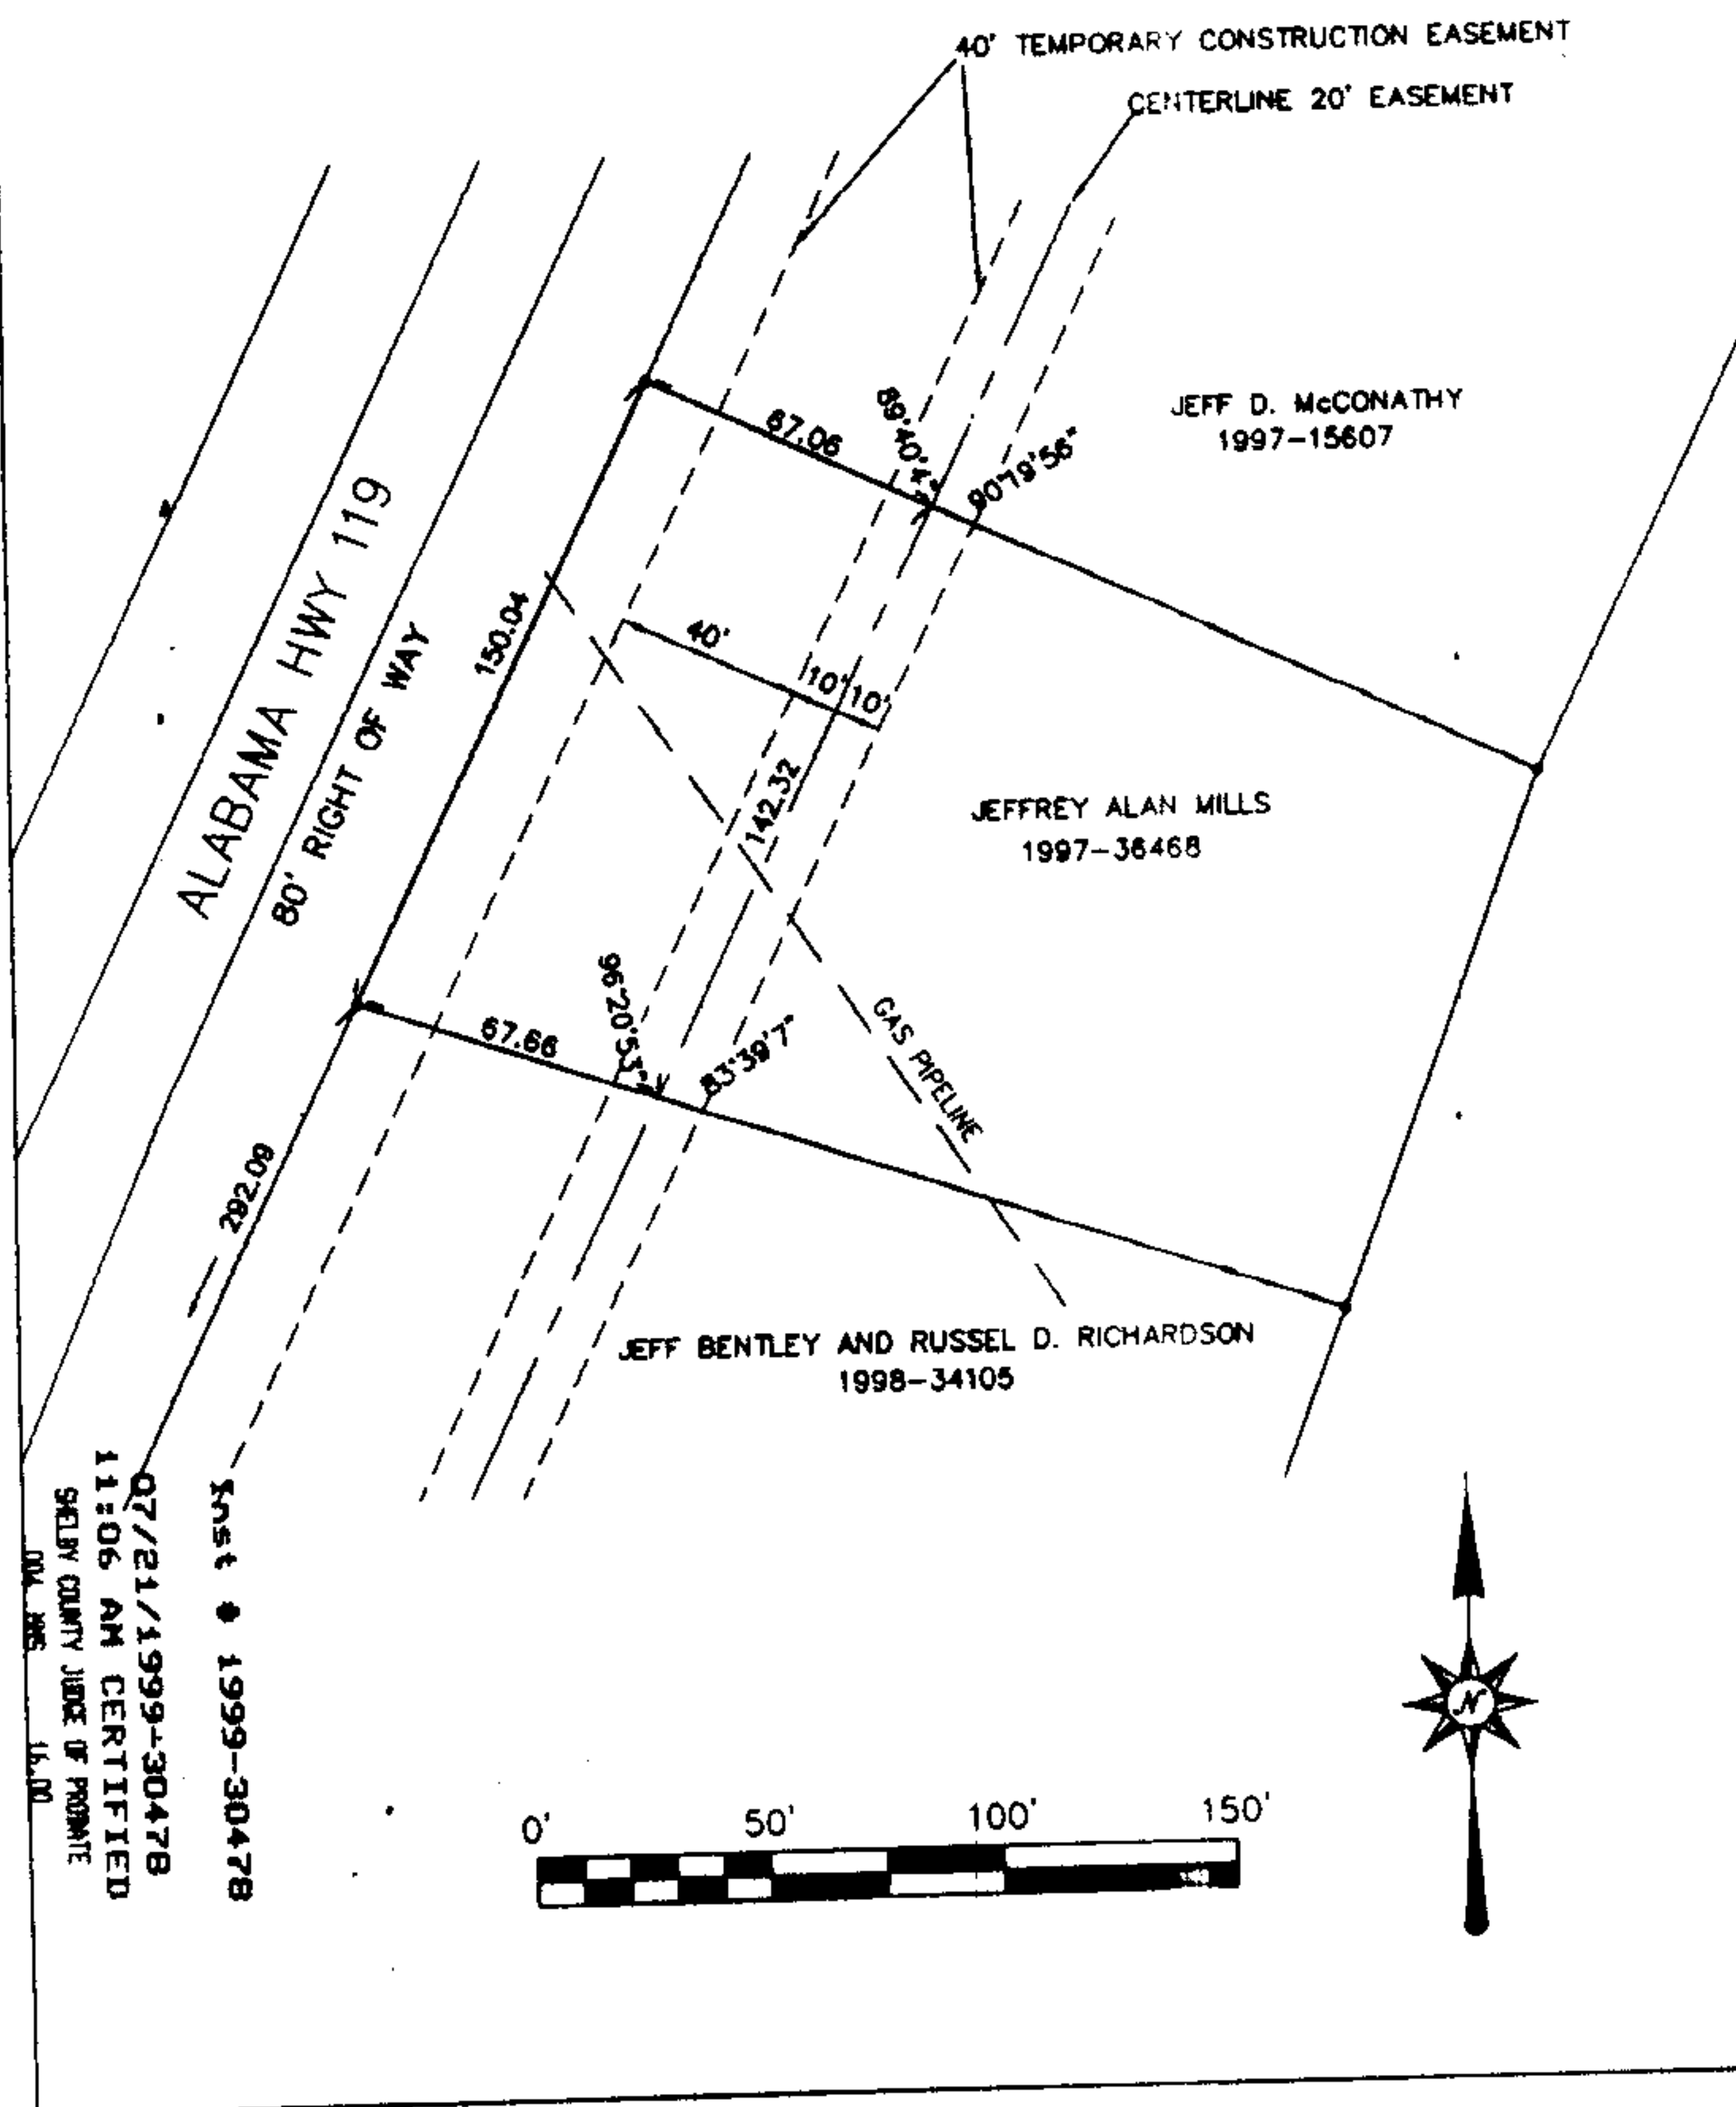 40' TEMPORARY CONSTRUCTION EASEMENT
CENTERLINE 20' EASEMENT
JEFF D. McCONATHY
1997-15607
67.06
89°40'4"
90°19'56"
ALABAMA HWY 119
80' RIGHT OF WAY
150.04
40'
10'
10'
142.32
JEFFREY ALAN MILLS
1997-36468
GAS PIPELINE
67.66
96°20'53"
83°39'7"
292.09
JEFF BENTLEY AND RUSSEL D. RICHARDSON
1998-34105
Inst # 1999-30478
07/21/1999-30478
11:06 AM CERTIFIED
SHELBY COUNTY JUDGE OF PROBATE
16.00
N
0'
50'
100'
150'